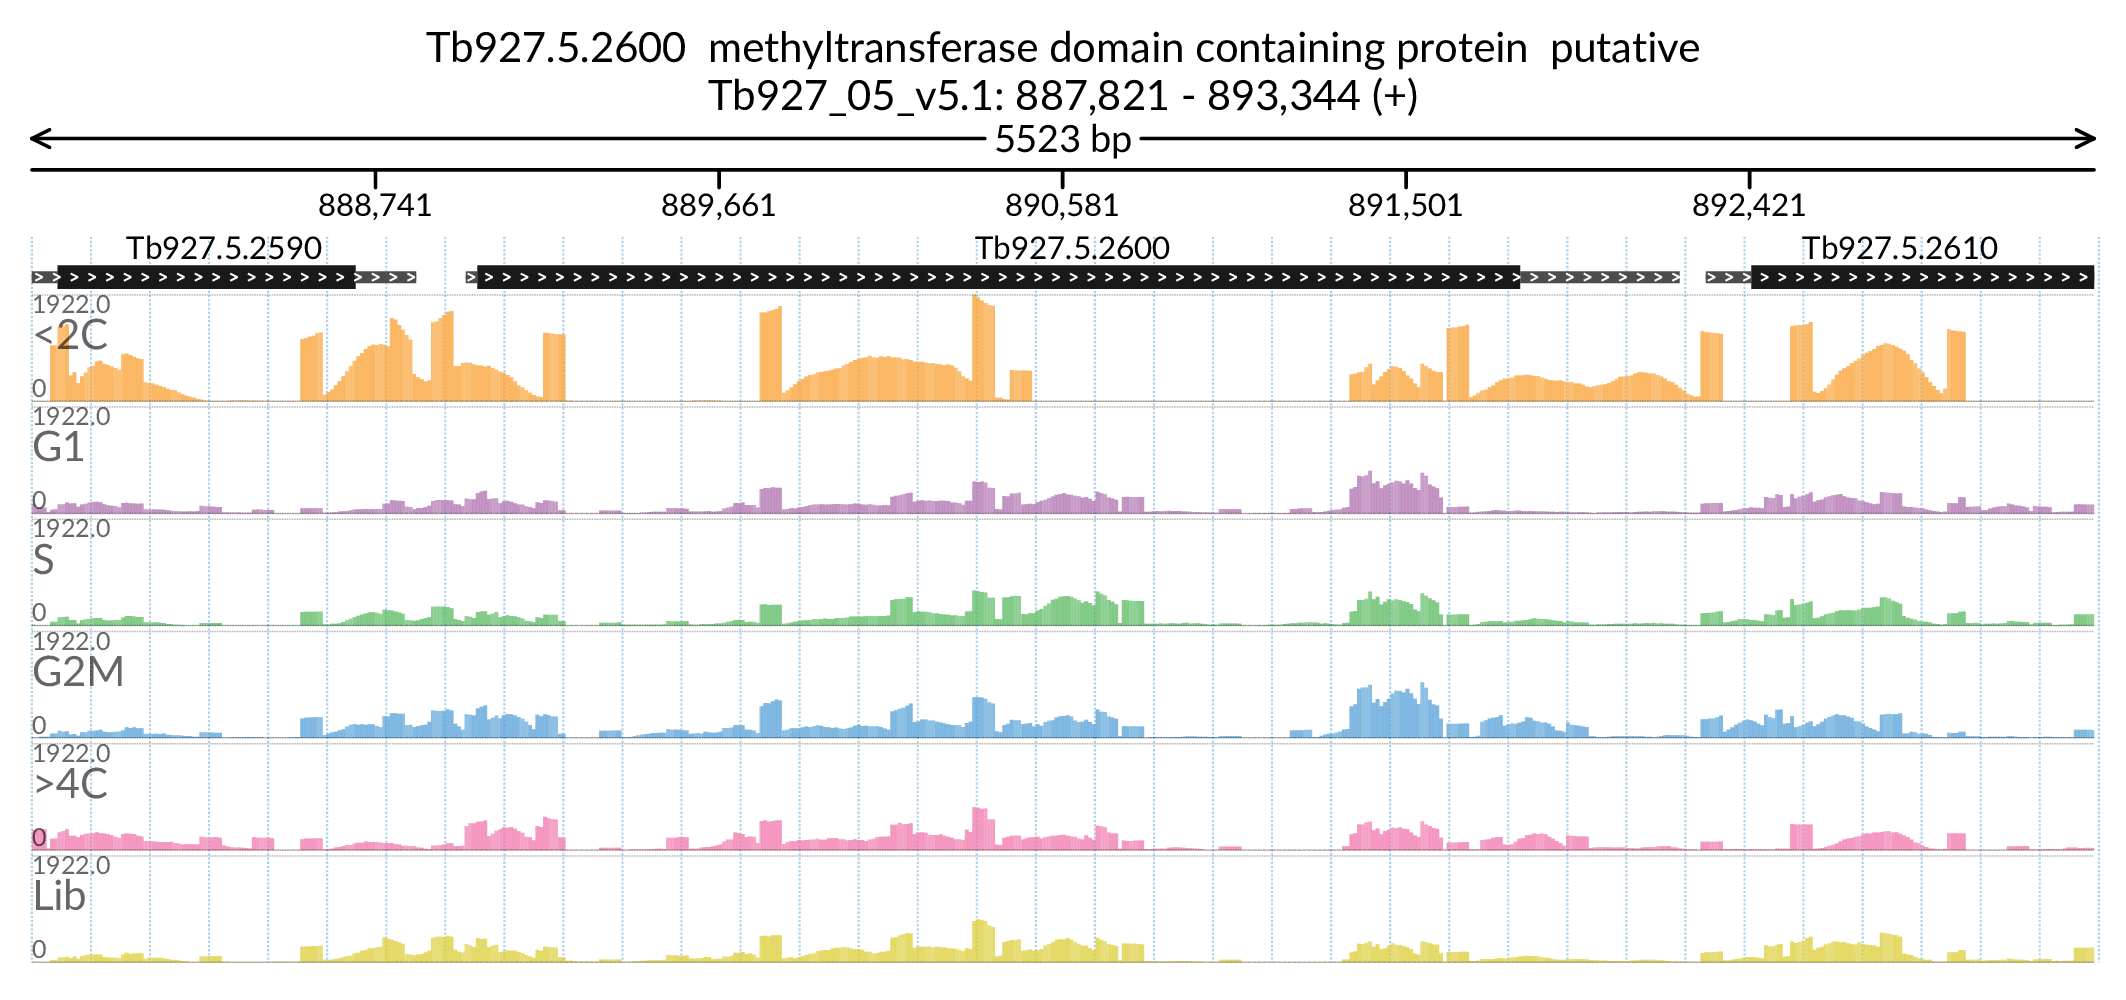 Tb927.5.2600  methyltransferase domain containing protein  putative
Tb927_05_v5.1: 887,821 - 893,344 (+)
5523 bp
888,741 889,661 890,581 891,501 892,421
Tb927.5.2590 Tb927.5.2600 Tb927.5.2610
1922.0
<2C
0
1922.0
G1
0
1922.0
S
0
1922.0
G2M
0
1922.0
>4C
0
1922.0
Lib
0